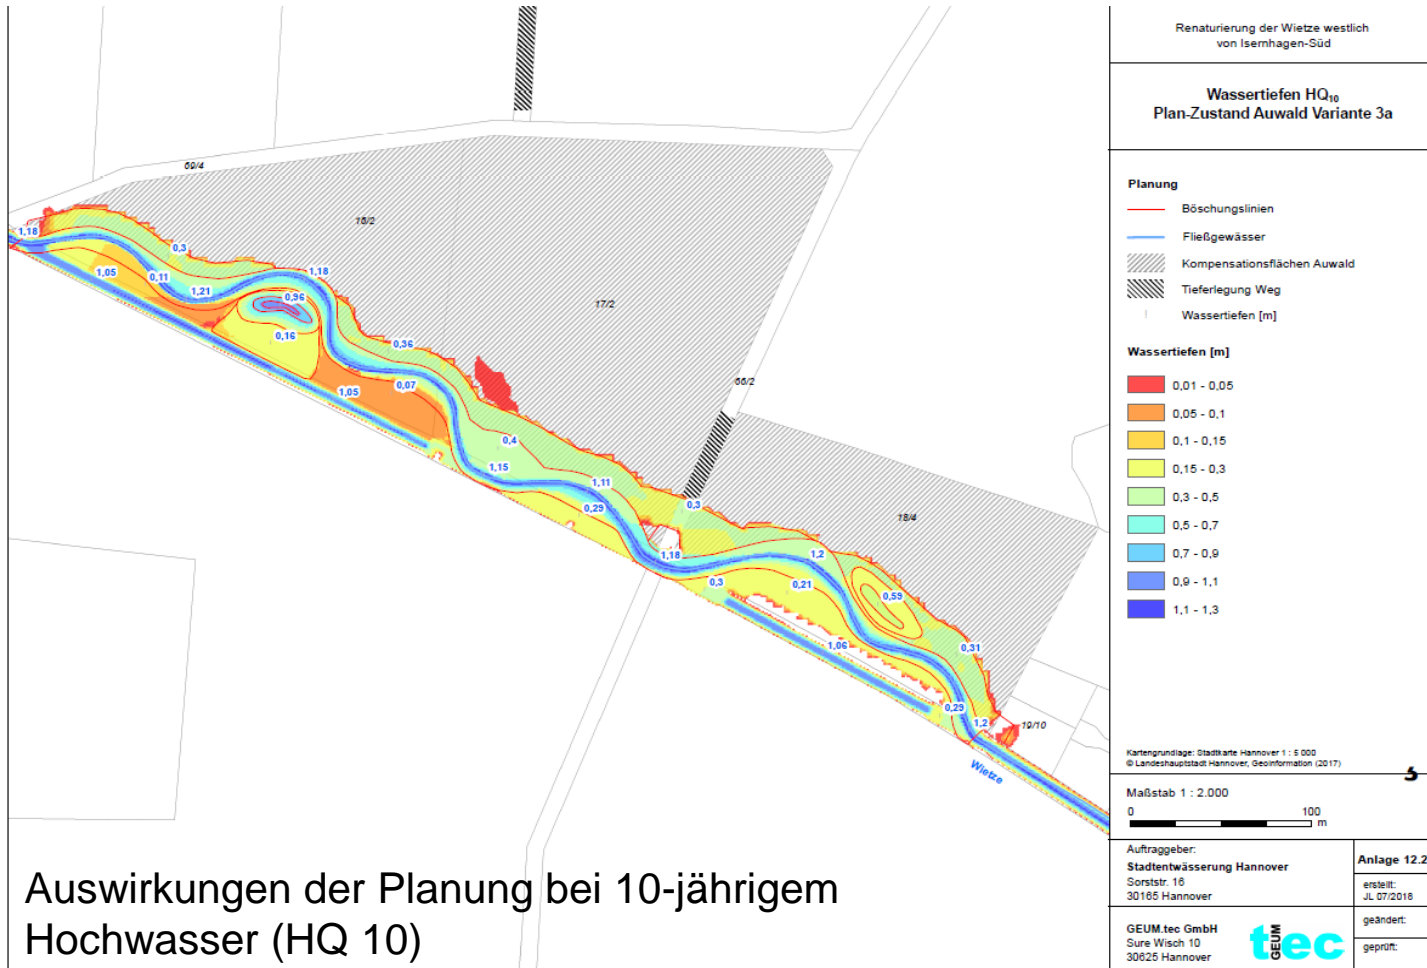 Renaturierung der Wietze westlich
von Isernhagen-Süd
Wassertiefen HQ10
Plan-Zustand Auwald Variante 3a
Planung
Böschungslinien
Fließgewässer
Kompensationsflächen Auwald
Tieferlegung Weg
Wassertiefen [m]
Wassertiefen [m]
0,01 - 0,05
0,05 - 0,1
0,1 - 0,15
0,15 - 0,3
0,3 - 0,5
0,5 - 0,7
0,7 - 0,9
0,9 - 1,1
1,1 - 1,3
Kartengrundlage: Stadtkarte Hannover 1 : 5 000
© Landeshauptstadt Hannover, Geoinformation (2017)
5
Maßstab 1 : 2.000
0 100
m
Auftraggeber:
Stadtentwässerung Hannover
Sorststr. 16
30165 Hannover
Anlage 12.2
erstellt:
JL 07/2018
geändert:
geprüft:
GEUM.tec GmbH
Sure Wisch 10
30625 Hannover
GEUM tec
69/4
16/2
17/2
66/2
18/4
19/10
1,18
0,3
1,05
0,11
1,21
1,18
0,96
0,16
0,36
1,05
0,07
0,4
1,15
1,11
0,29
0,3
1,18
1,2
0,3
0,21
0,59
1,06
0,31
0,29
1,2
Wietze
Auswirkungen der Planung bei 10-jährigem
Hochwasser (HQ 10)